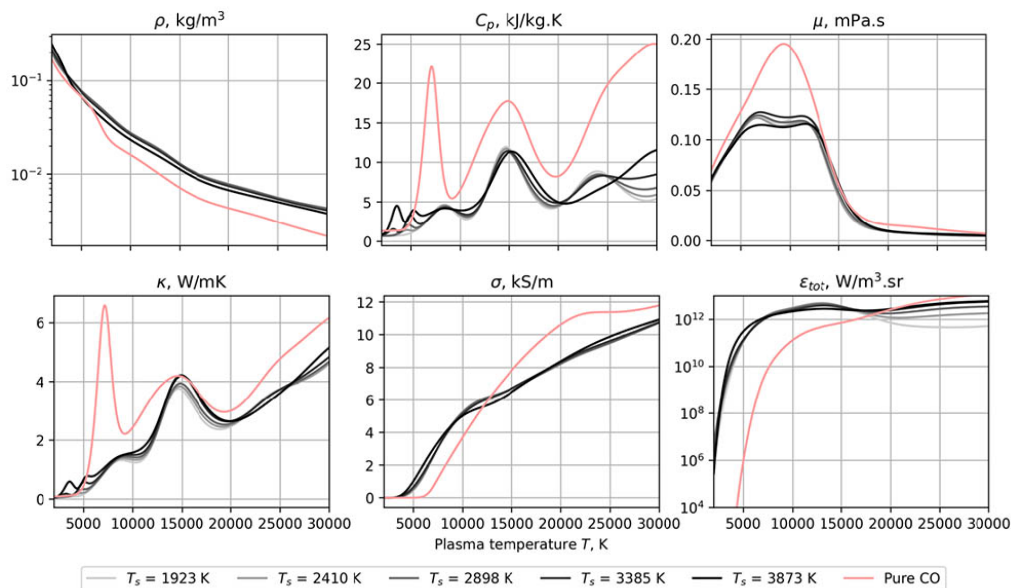 ρ, kg/m³
C_p, kJ/kg.K
μ, mPa.s
10⁻¹
10⁻²
25
20
15
10
5
0
0.20
0.15
0.10
0.05
0.00
κ, W/mK
σ, kS/m
ε_tot, W/m³.sr
6
4
2
0
12
10
8
6
4
2
0
10¹²
10¹⁰
10⁸
10⁶
10⁴
5000 10000 15000 20000 25000 30000
5000 10000 15000 20000 25000 30000
5000 10000 15000 20000 25000 30000
Plasma temperature T, K
T_s = 1923 K T_s = 2410 K T_s = 2898 K T_s = 3385 K T_s = 3873 K Pure CO